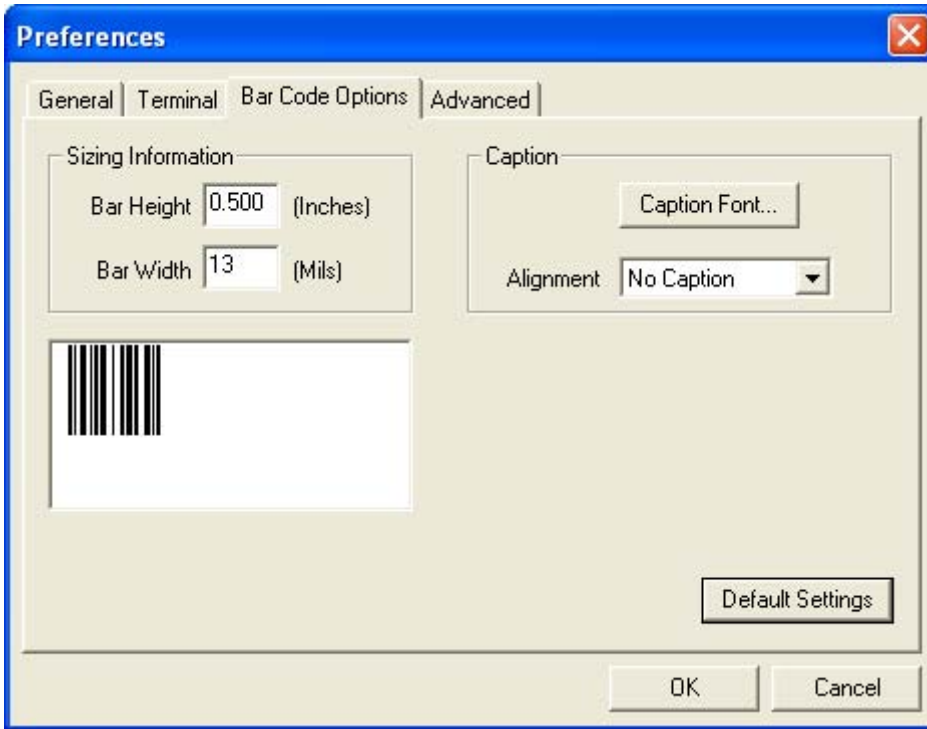 Preferences
General Terminal Bar Code Options Advanced
Sizing Information
Bar Height 0.500 (Inches)
Bar Width 13 (Mils)
Caption
Caption Font...
Alignment No Caption
Default Settings
OK Cancel